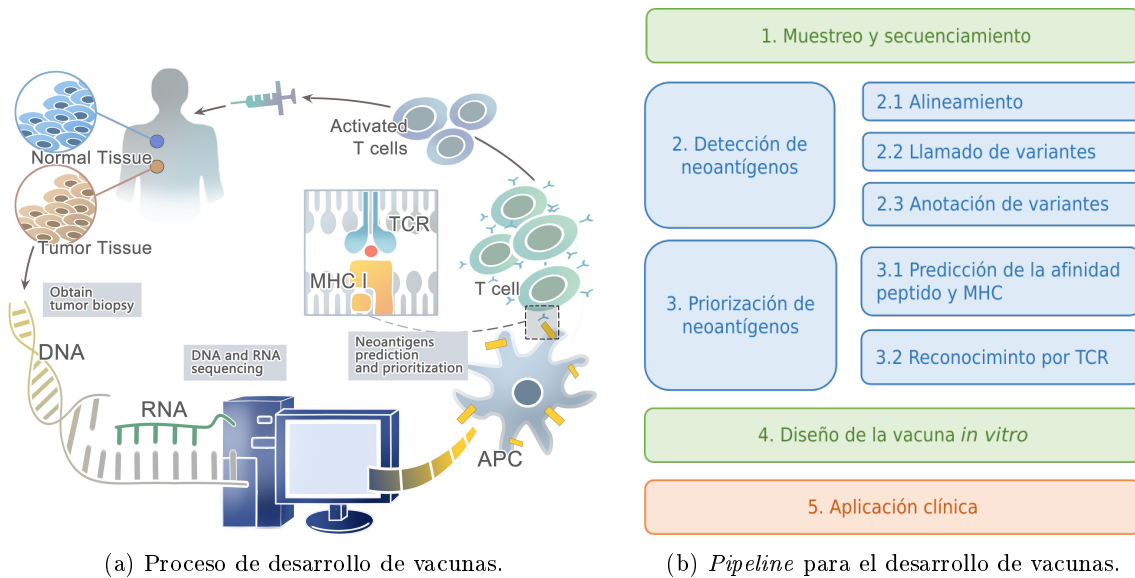 Normal Tissue
Tumor Tissue
Activated
T cells
TCR
MHC I
T cell
Obtain
tumor biopsy
DNA
RNA
DNA and RNA
sequencing
Neoantigens
prediction
and prioritization
APC
(a) Proceso de desarrollo de vacunas.
1. Muestreo y secuenciamiento
2. Detección de
neoantígenos
2.1 Alineamiento
2.2 Llamado de variantes
2.3 Anotación de variantes
3. Priorización de
neoantígenos
3.1 Predicción de la afinidad
peptido y MHC
3.2 Reconociminto por TCR
4. Diseño de la vacuna in vitro
5. Aplicación clínica
(b) Pipeline para el desarrollo de vacunas.